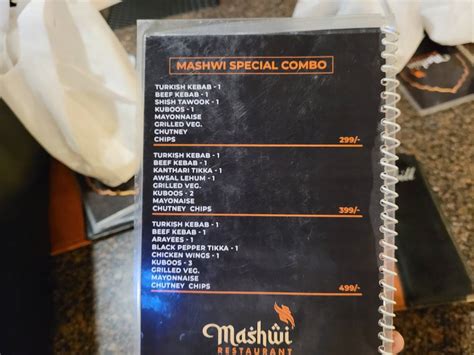 MASHWI SPECIAL COMBO
TURKISH KEBAB - 1
BEEF KEBAB - 1
SHISH TAWOOK - 1
KUBOOS - 1
MAYONNAISE
GRILLED VEG.
CHUTNEY
CHIPS
299/-
TURKISH KEBAB - 1
BEEF KEBAB - 1
KANTHARI TIKKA - 1
AWSAL LEHUM - 1
GRILLED VEG.
KUBOOS - 2
MAYONAISE
CHUTNEY CHIPS
399/-
TURKISH KEBAB - 1
BEEF KEBAB - 1
ARAYEES - 1
BLACK PEPPER TIKKA - 1
CHICKEN WINGS - 1
KUBOOS - 3
GRILLED VEG.
MAYONNAISE
CHUTNEY CHIPS
499/-
Mashwi
RESTAURANT